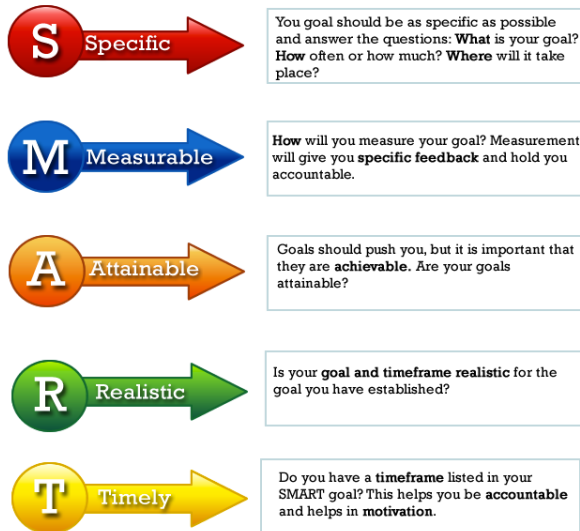 S Specific
You goal should be as specific as possible
and answer the questions: What is your goal?
How often or how much? Where will it take
place?
M Measurable
How will you measure your goal? Measurement
will give you specific feedback and hold you
accountable.
A Attainable
Goals should push you, but it is important that
they are achievable. Are your goals
attainable?
R Realistic
Is your goal and timeframe realistic for the
goal you have established?
T Timely
Do you have a timeframe listed in your
SMART goal? This helps you be accountable
and helps in motivation.